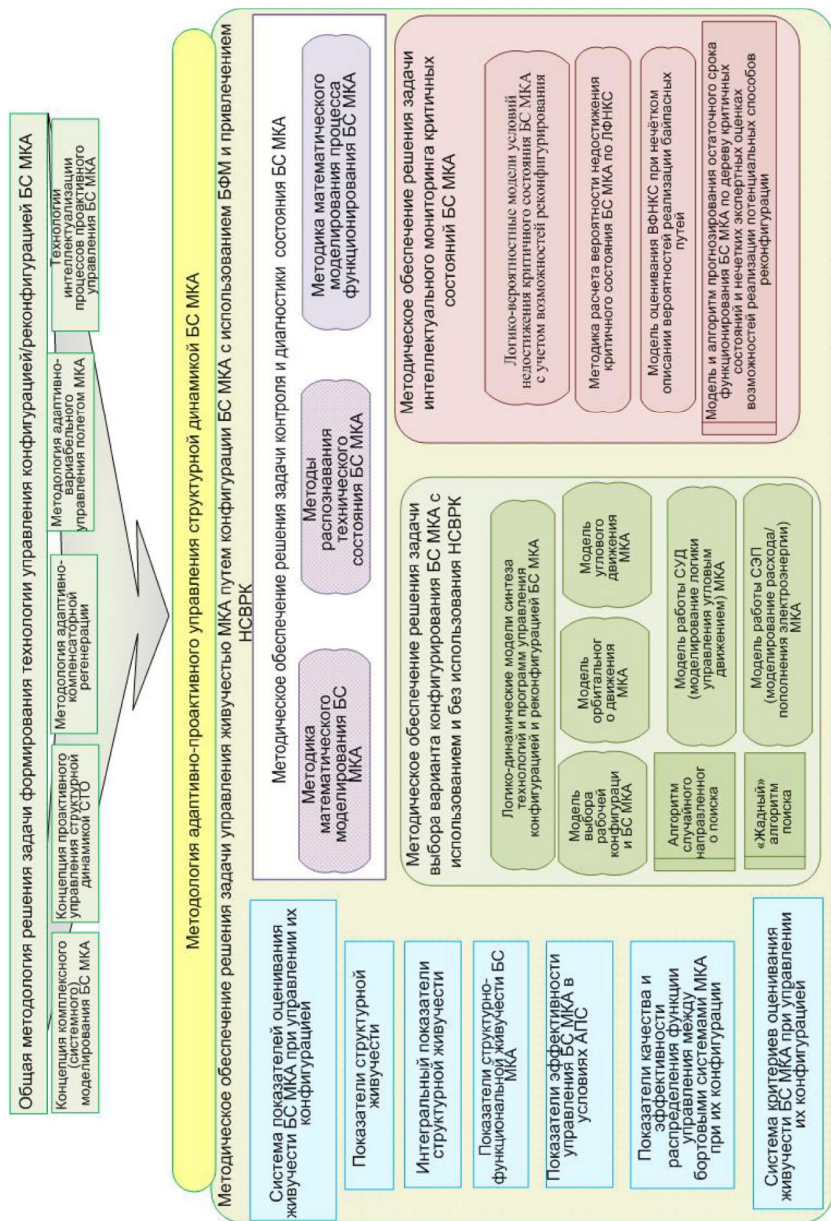 Общая методология решения задачи формирования технологии управления конфигурацией/реконфигурацией БС МКА
Концепция комплексного
(системного)
моделирования БС МКА
Концепция проактивного
управления структурной
динамикой СТО
Методология адаптивно-
компенсаторной
регенерации
Методология адаптивно-
вариабельного
управления полетом МКА
Технологии
интеллектуализации
процессов проактивного
управления БС МКА
Методология адаптивно-проактивного управления структурной динамикой БС МКА
Методическое обеспечение решения задачи управления живучестью МКА путем конфигурации БС МКА с использованием БФМ и привлечением
НСВРК
Система показателей оценивания
живучести БС МКА при управлении их
конфигурацией
Показатели структурной
живучести
Интегральный показатели
структурной живучести
Показатели структурно-
функциональной живучести БС
МКА
Показатели эффективности
управления БС МКА в
условиях АПС
Показатели качества и
эффективности
распределения функции
управления между
бортовыми системами МКА
при их конфигурации
Система критериев оценивания
живучести БС МКА при управлении
их конфигурацией
Методическое обеспечение решения задачи контроля и диагностики состояния БС МКА
Методика
математического
моделирования БС
МКА
Методы
распознавания
технического
состояния БС МКА
Методика математического
моделирования процесса
функционирования БС МКА
Методическое обеспечение решения задачи
выбора варианта конфигурирования БС МКА с
использованием и без использования НСВРК
Логико-динамические модели синтеза
технологий и программ управления
конфигурацией и реконфигурацией БС МКА
Модель
выбора
рабочей
конфигураци
и БС МКА
Модель
орбитальног
о движения
МКА
Модель
углового
движения
МКА
Алгоритм
случайного
направленног
о поиска
Модель работы СУД
(моделирование логики
управления угловым
движением) МКА
«Жадный»
алгоритм
поиска
Модель работы СЭП
(моделирование расхода/
пополнения электроэнергии)
МКА
Методическое обеспечение решения задачи
интеллектуального мониторинга критичных
состояний БС МКА
Логико-вероятностные модели условий
недостижения критичного состояния БС МКА
с учетом возможностей реконфигурирования
Методика расчета вероятности недостижения
критичного состояния БС МКА по ЛФНКС
Модель оценивания ВФНКС при нечётком
описании вероятностей реализации байпасных
путей
Модель и алгоритм прогнозирования остаточного срока
функционирования БС МКА по дереву критичных
состояний и нечетких экспертных оценках
возможностей реализации потенциальных способов
реконфигурации